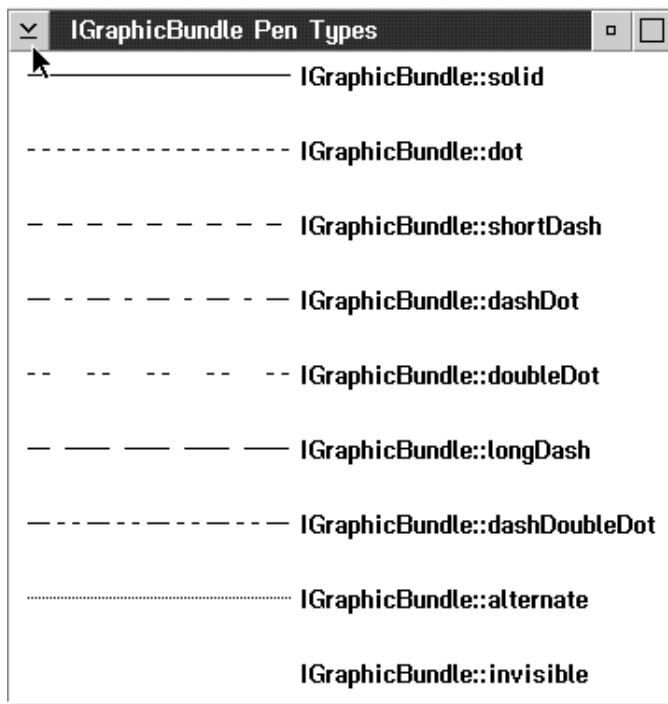 IGraphicBundle Pen Types
IGraphicBundle::solid
IGraphicBundle::dot
IGraphicBundle::shortDash
IGraphicBundle::dashDot
IGraphicBundle::doubleDot
IGraphicBundle::longDash
IGraphicBundle::dashDoubleDot
IGraphicBundle::alternate
IGraphicBundle::invisible